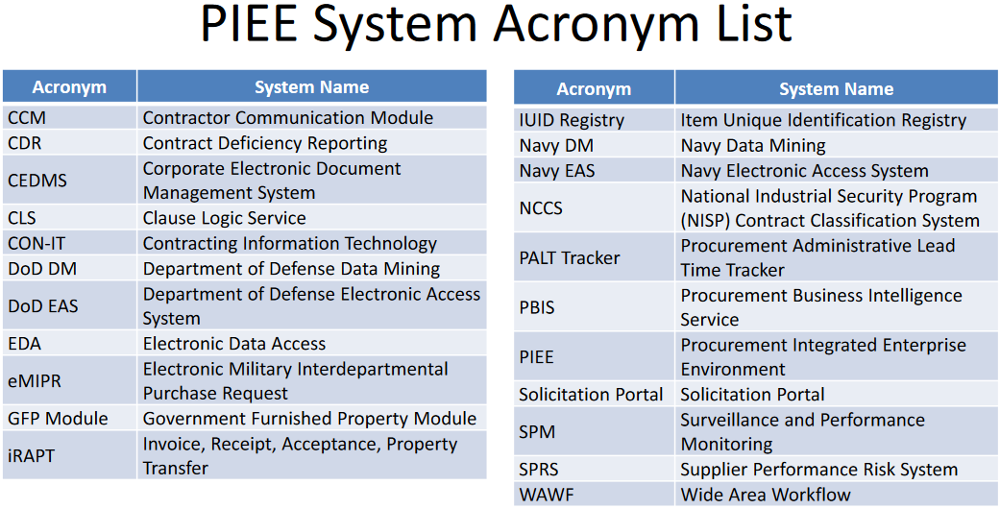 PIEE System Acronym List
Acronym System Name
CCM Contractor Communication Module
CDR Contract Deficiency Reporting
CEDMS Corporate Electronic Document
Management System
CLS Clause Logic Service
CON-IT Contracting Information Technology
DoD DM Department of Defense Data Mining
DoD EAS Department of Defense Electronic Access
System
EDA Electronic Data Access
eMIPR Electronic Military Interdepartmental
Purchase Request
GFP Module Government Furnished Property Module
iRAPT Invoice, Receipt, Acceptance, Property
Transfer
Acronym System Name
IUID Registry Item Unique Identification Registry
Navy DM Navy Data Mining
Navy EAS Navy Electronic Access System
NCCS National Industrial Security Program
(NISP) Contract Classification System
PALT Tracker Procurement Administrative Lead
Time Tracker
PBIS Procurement Business Intelligence
Service
PIEE Procurement Integrated Enterprise
Environment
Solicitation Portal Solicitation Portal
SPM Surveillance and Performance
Monitoring
SPRS Supplier Performance Risk System
WAWF Wide Area Workflow